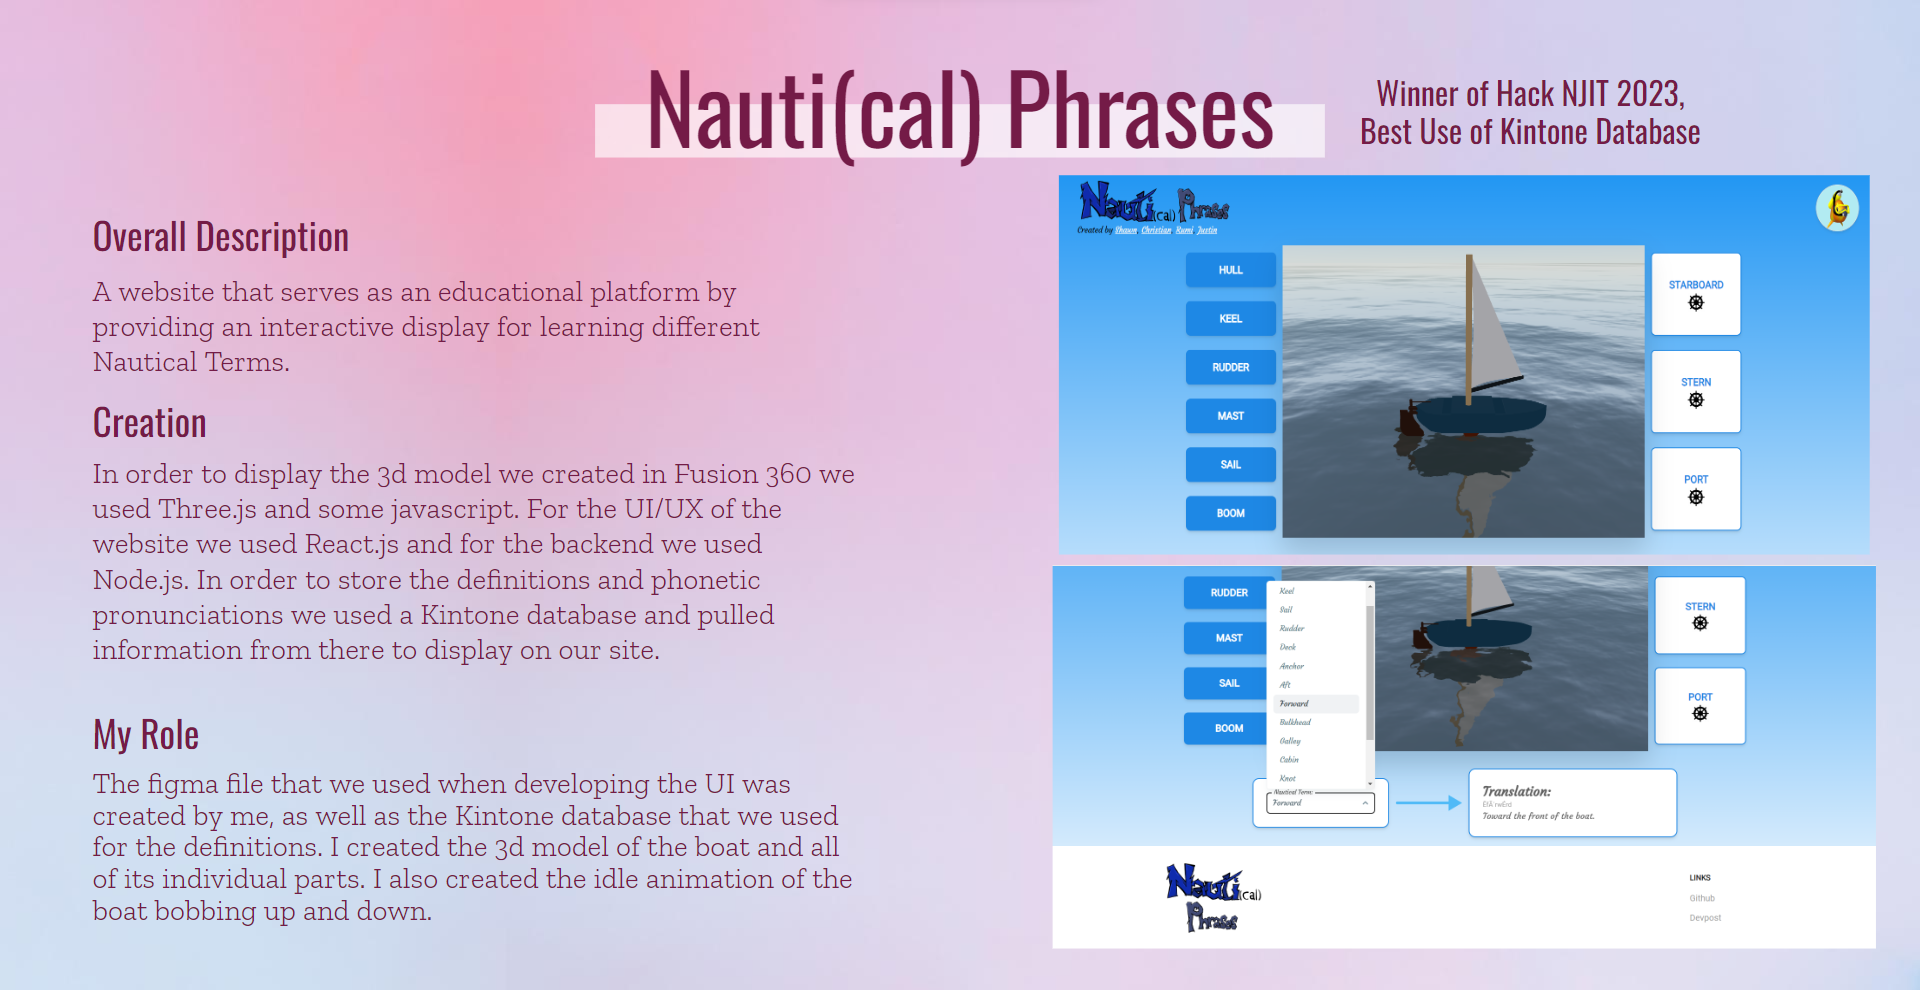 Nauti(cal) Phrases
Winner of Hack NJIT 2023,
Best Use of Kintone Database
Overall Description
A website that serves as an educational platform by
providing an interactive display for learning different
Nautical Terms.
Creation
In order to display the 3d model we created in Fusion 360 we
used Three.js and some javascript. For the UI/UX of the
website we used React.js and for the backend we used
Node.js. In order to store the definitions and phonetic
pronunciations we used a Kintone database and pulled
information from there to display on our site.
My Role
The figma file that we used when developing the UI was
created by me, as well as the Kintone database that we used
for the definitions. I created the 3d model of the boat and all
of its individual parts. I also created the idle animation of the
boat bobbing up and down.
Nauti(cal) Phrases
Created by Shawn, Christian, Rumi, Justin
HULL
KEEL
RUDDER
MAST
SAIL
BOOM
STARBOARD
STERN
PORT
RUDDER
MAST
SAIL
BOOM
Keel
Sail
Rudder
Deck
Anchor
Aft
Forward
Bulkhead
Galley
Cabin
Knot
Nautical Term:
Forward
STERN
PORT
Translation:
Toward the front of the boat.
Nauti(cal)
Phrases
LINKS
Github
Devpost